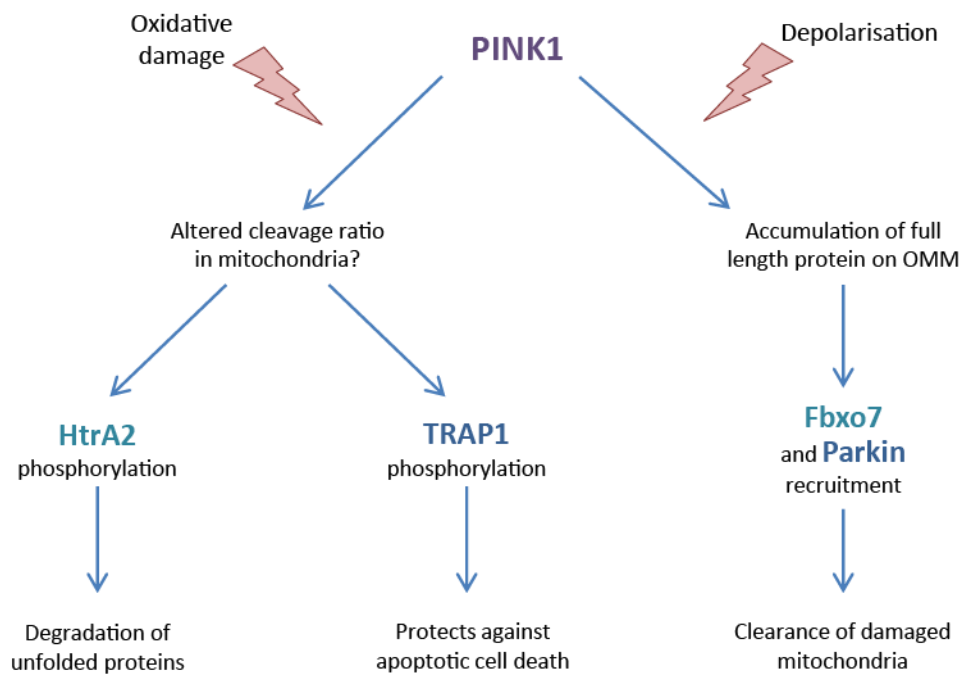 Oxidative
damage
PINK1
Depolarisation
Altered cleavage ratio
in mitochondria?
Accumulation of full
length protein on OMM
HtrA2
phosphorylation
TRAP1
phosphorylation
Fbxo7
and Parkin
recruitment
Degradation of
unfolded proteins
Protects against
apoptotic cell death
Clearance of damaged
mitochondria